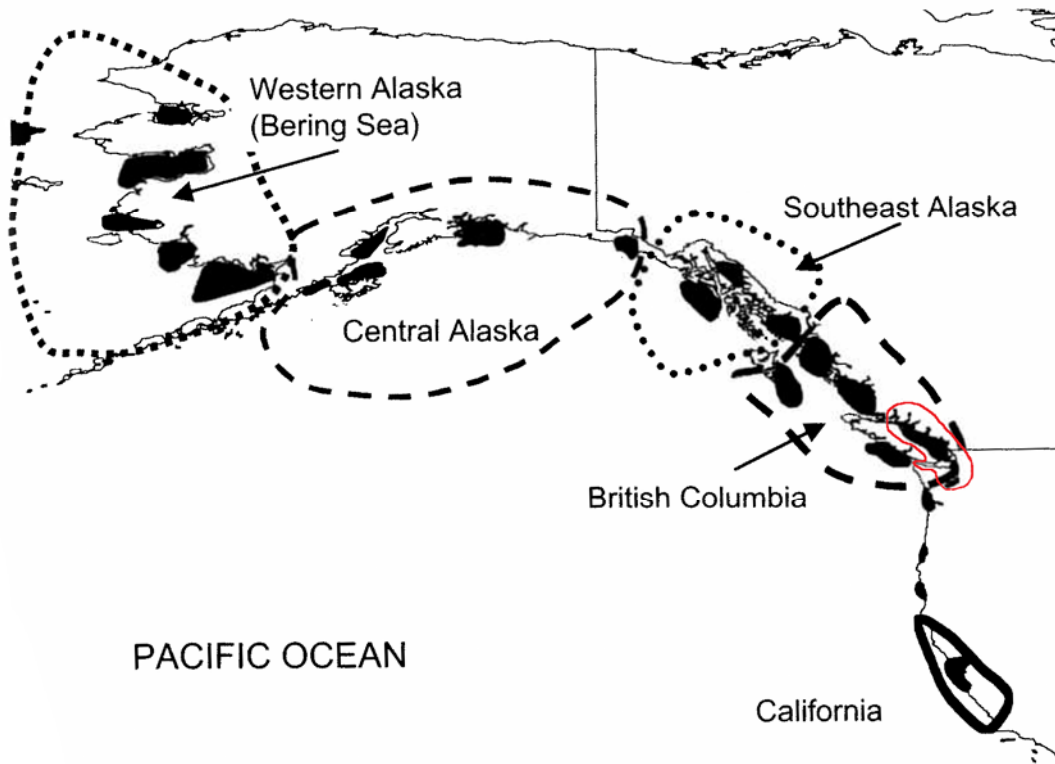 Western Alaska
(Bering Sea)
Southeast Alaska
Central Alaska
British Columbia
PACIFIC OCEAN
California